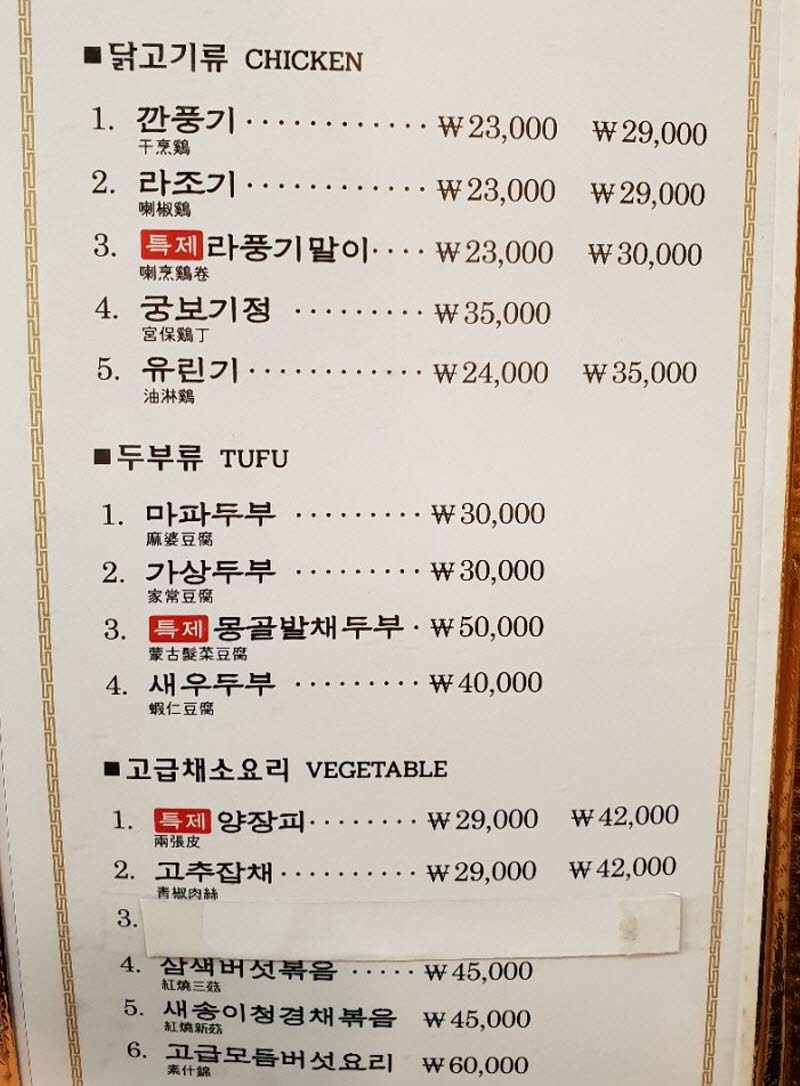 ■닭고기류 CHICKEN
1. 깐풍기 ············ ₩23,000 ₩29,000
干烹鷄
2. 라조기 ············ ₩23,000 ₩29,000
喇椒鷄
3. 특제 라풍기말이···· ₩23,000 ₩30,000
喇烹鷄卷
4. 궁보기정 ········· ₩35,000
宮保鷄丁
5. 유린기 ············ ₩24,000 ₩35,000
油淋鷄
■두부류 TUFU
1. 마파두부 ········· ₩30,000
麻婆豆腐
2. 가상두부 ········· ₩30,000
家常豆腐
3. 특제 몽골발채두부 · ₩50,000
蒙古髮菜豆腐
4. 새우두부 ········· ₩40,000
蝦仁豆腐
■고급채소요리 VEGETABLE
1. 특제 양장피········ ₩29,000 ₩42,000
兩張皮
2. 고추잡채·········· ₩29,000 ₩42,000
青椒肉絲
3.
4. 삼색버섯볶음 ····· ₩45,000
紅燒三菇
5. 새송이청경채볶음 ₩45,000
紅燒新菇
6. 고급모듬버섯요리 ₩60,000
素什錦